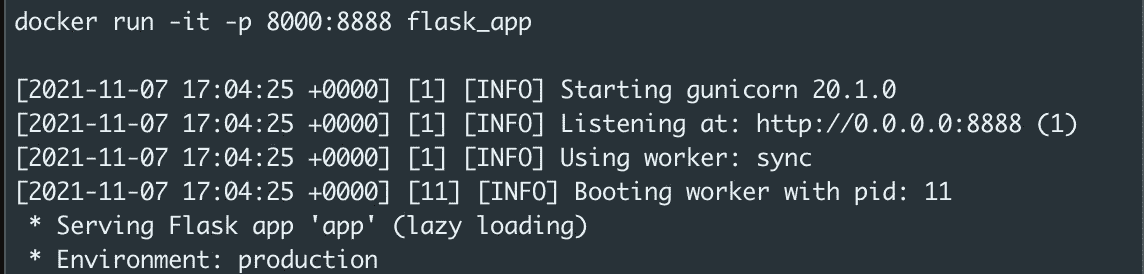 docker run -it -p 8000:8888 flask_app
[2021-11-07 17:04:25 +0000] [1] [INFO] Starting gunicorn 20.1.0
[2021-11-07 17:04:25 +0000] [1] [INFO] Listening at: http://0.0.0.0:8888 (1)
[2021-11-07 17:04:25 +0000] [1] [INFO] Using worker: sync
[2021-11-07 17:04:25 +0000] [11] [INFO] Booting worker with pid: 11
* Serving Flask app 'app' (lazy loading)
* Environment: production